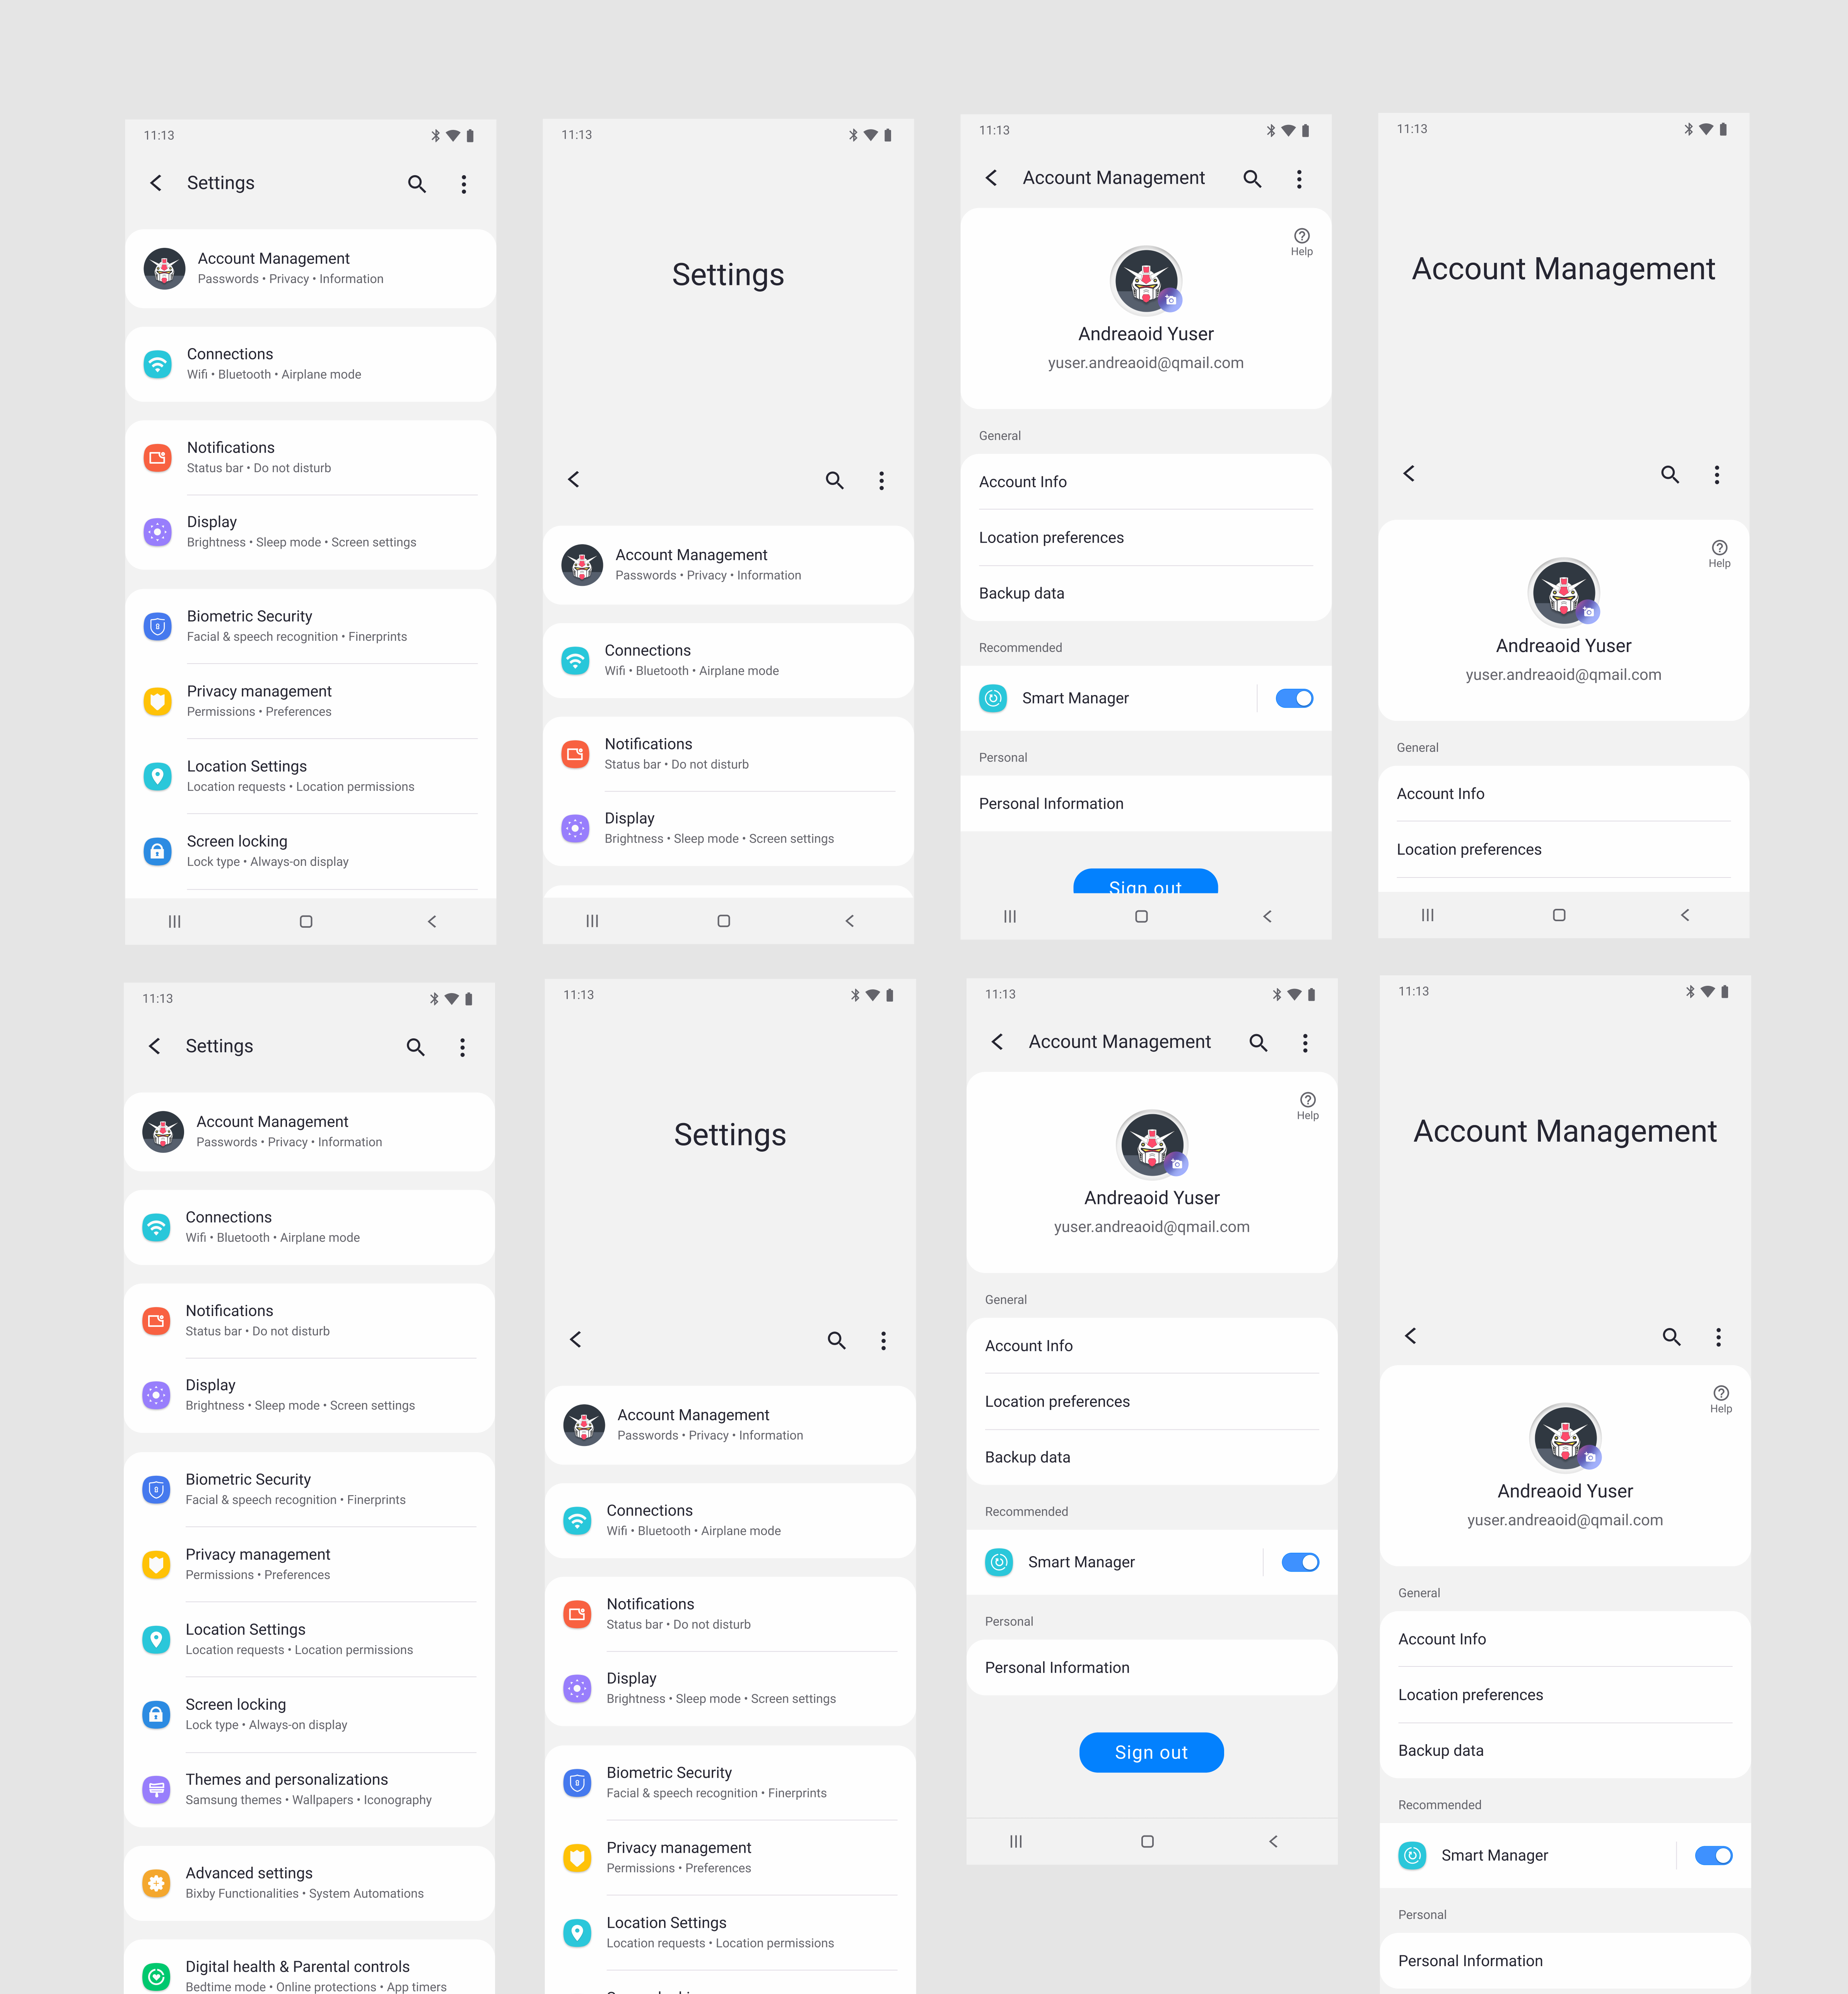 11:13
Settings
Account Management
Passwords • Privacy • Information
Connections
Wifi • Bluetooth • Airplane mode
Notifications
Status bar • Do not disturb
Display
Brightness • Sleep mode • Screen settings
Biometric Security
Facial & speech recognition • Finerprints
Privacy management
Permissions • Preferences
Location Settings
Location requests • Location permissions
Screen locking
Lock type • Always-on display
11:13
Settings
Account Management
Passwords • Privacy • Information
Connections
Wifi • Bluetooth • Airplane mode
Notifications
Status bar • Do not disturb
Display
Brightness • Sleep mode • Screen settings
11:13
Account Management
Help
Andreaoid Yuser
yuser.andreaoid@qmail.com
General
Account Info
Location preferences
Backup data
Recommended
Smart Manager
Personal
Personal Information
Sign out
11:13
Account Management
Help
Andreaoid Yuser
yuser.andreaoid@qmail.com
General
Account Info
Location preferences
11:13
Settings
Account Management
Passwords • Privacy • Information
Connections
Wifi • Bluetooth • Airplane mode
Notifications
Status bar • Do not disturb
Display
Brightness • Sleep mode • Screen settings
Biometric Security
Facial & speech recognition • Finerprints
Privacy management
Permissions • Preferences
Location Settings
Location requests • Location permissions
Screen locking
Lock type • Always-on display
Themes and personalizations
Samsung themes • Wallpapers • Iconography
Advanced settings
Bixby Functionalities • System Automations
Digital health & Parental controls
Bedtime mode • Online protections • App timers
11:13
Settings
Account Management
Passwords • Privacy • Information
Connections
Wifi • Bluetooth • Airplane mode
Notifications
Status bar • Do not disturb
Display
Brightness • Sleep mode • Screen settings
Biometric Security
Facial & speech recognition • Finerprints
Privacy management
Permissions • Preferences
Location Settings
Location requests • Location permissions
11:13
Account Management
Help
Andreaoid Yuser
yuser.andreaoid@qmail.com
General
Account Info
Location preferences
Backup data
Recommended
Smart Manager
Personal
Personal Information
Sign out
11:13
Account Management
Help
Andreaoid Yuser
yuser.andreaoid@qmail.com
General
Account Info
Location preferences
Backup data
Recommended
Smart Manager
Personal
Personal Information